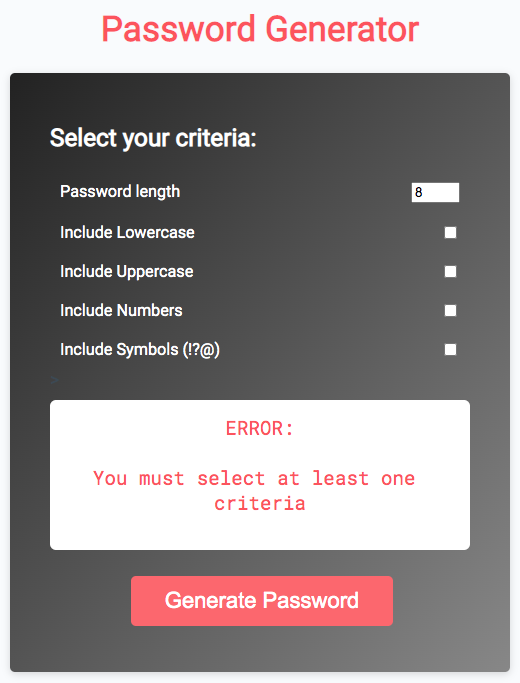 Password Generator
Select your criteria:
Password length 8
Include Lowercase
Include Uppercase
Include Numbers
Include Symbols (!?@)
>
ERROR:
You must select at least one
criteria
Generate Password